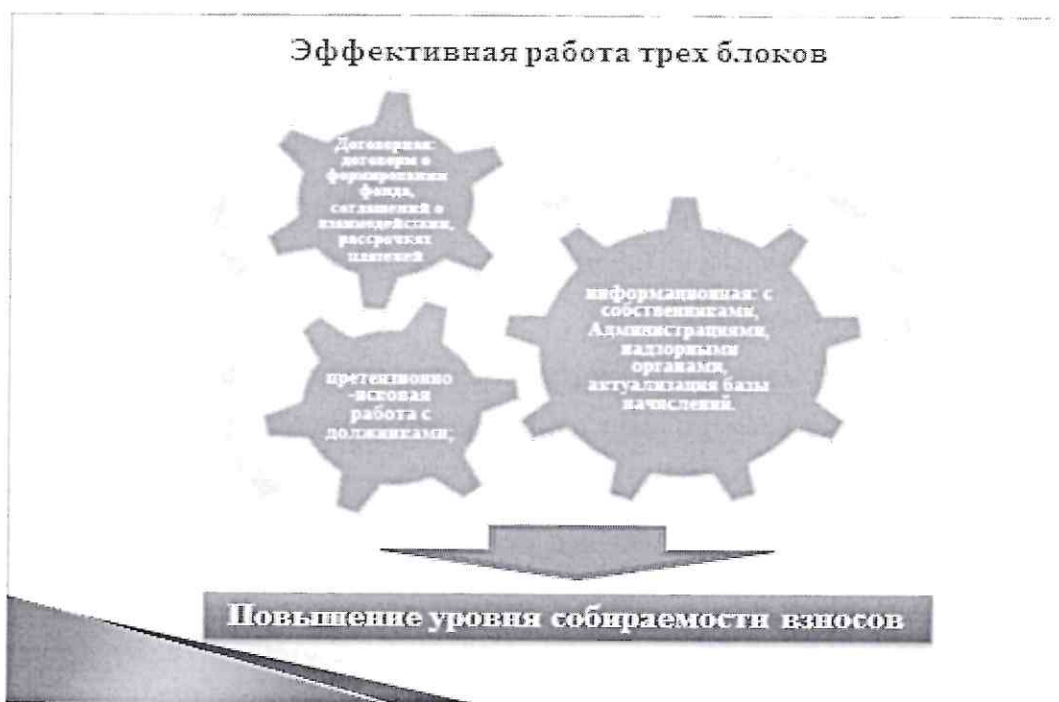 Эффективная работа трех блоков
Договорная:
договоры о
формировании
фонда,
соглашений о
взаимодействии,
рассрочках
платежей
информационная: с
собственниками,
Администрациями,
надзорными
органами,
актуализация базы
начислений.
претензионно
-исковая
работа с
должниками;
Повышение уровня собираемости взносов